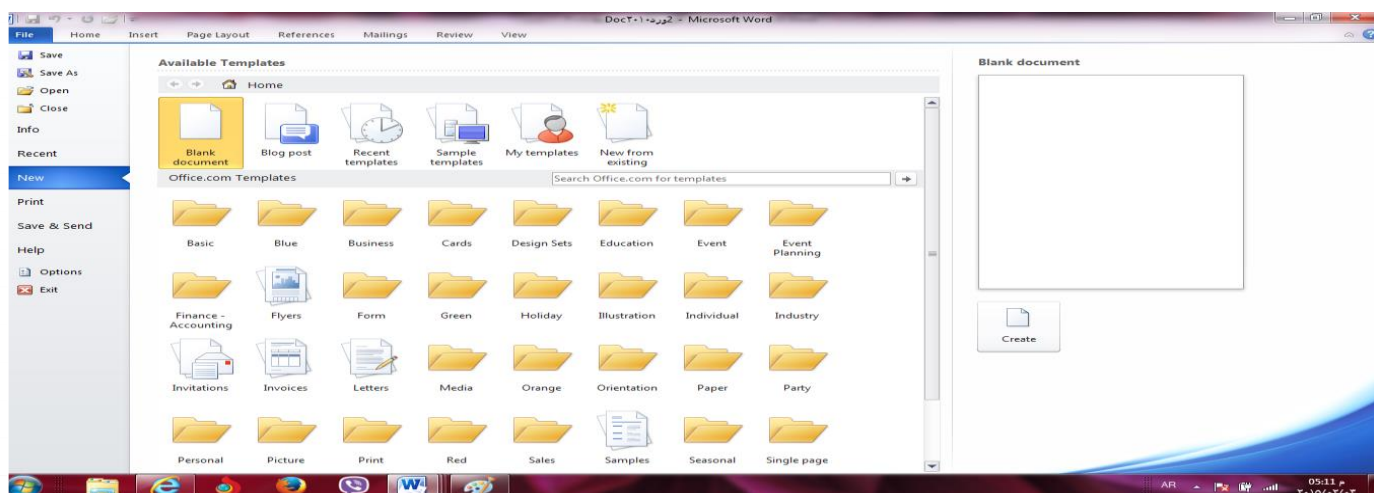 Doc٢٠١٠ورد2 - Microsoft Word
File Home Insert Page Layout References Mailings Review View
Save
Save As
Open
Close
Info
Recent
New
Print
Save & Send
Help
Options
Exit
Available Templates
Home
Blank document
Blog post
Recent templates
Sample templates
My templates
New from existing
Office.com Templates
Search Office.com for templates
Basic Blue Business Cards Design Sets Education Event Event Planning
Finance - Accounting Flyers Form Green Holiday Illustration Individual Industry
Invitations Invoices Letters Media Orange Orientation Paper Party
Personal Picture Print Red Sales Samples Seasonal Single page
Blank document
Create
AR
05:11 م